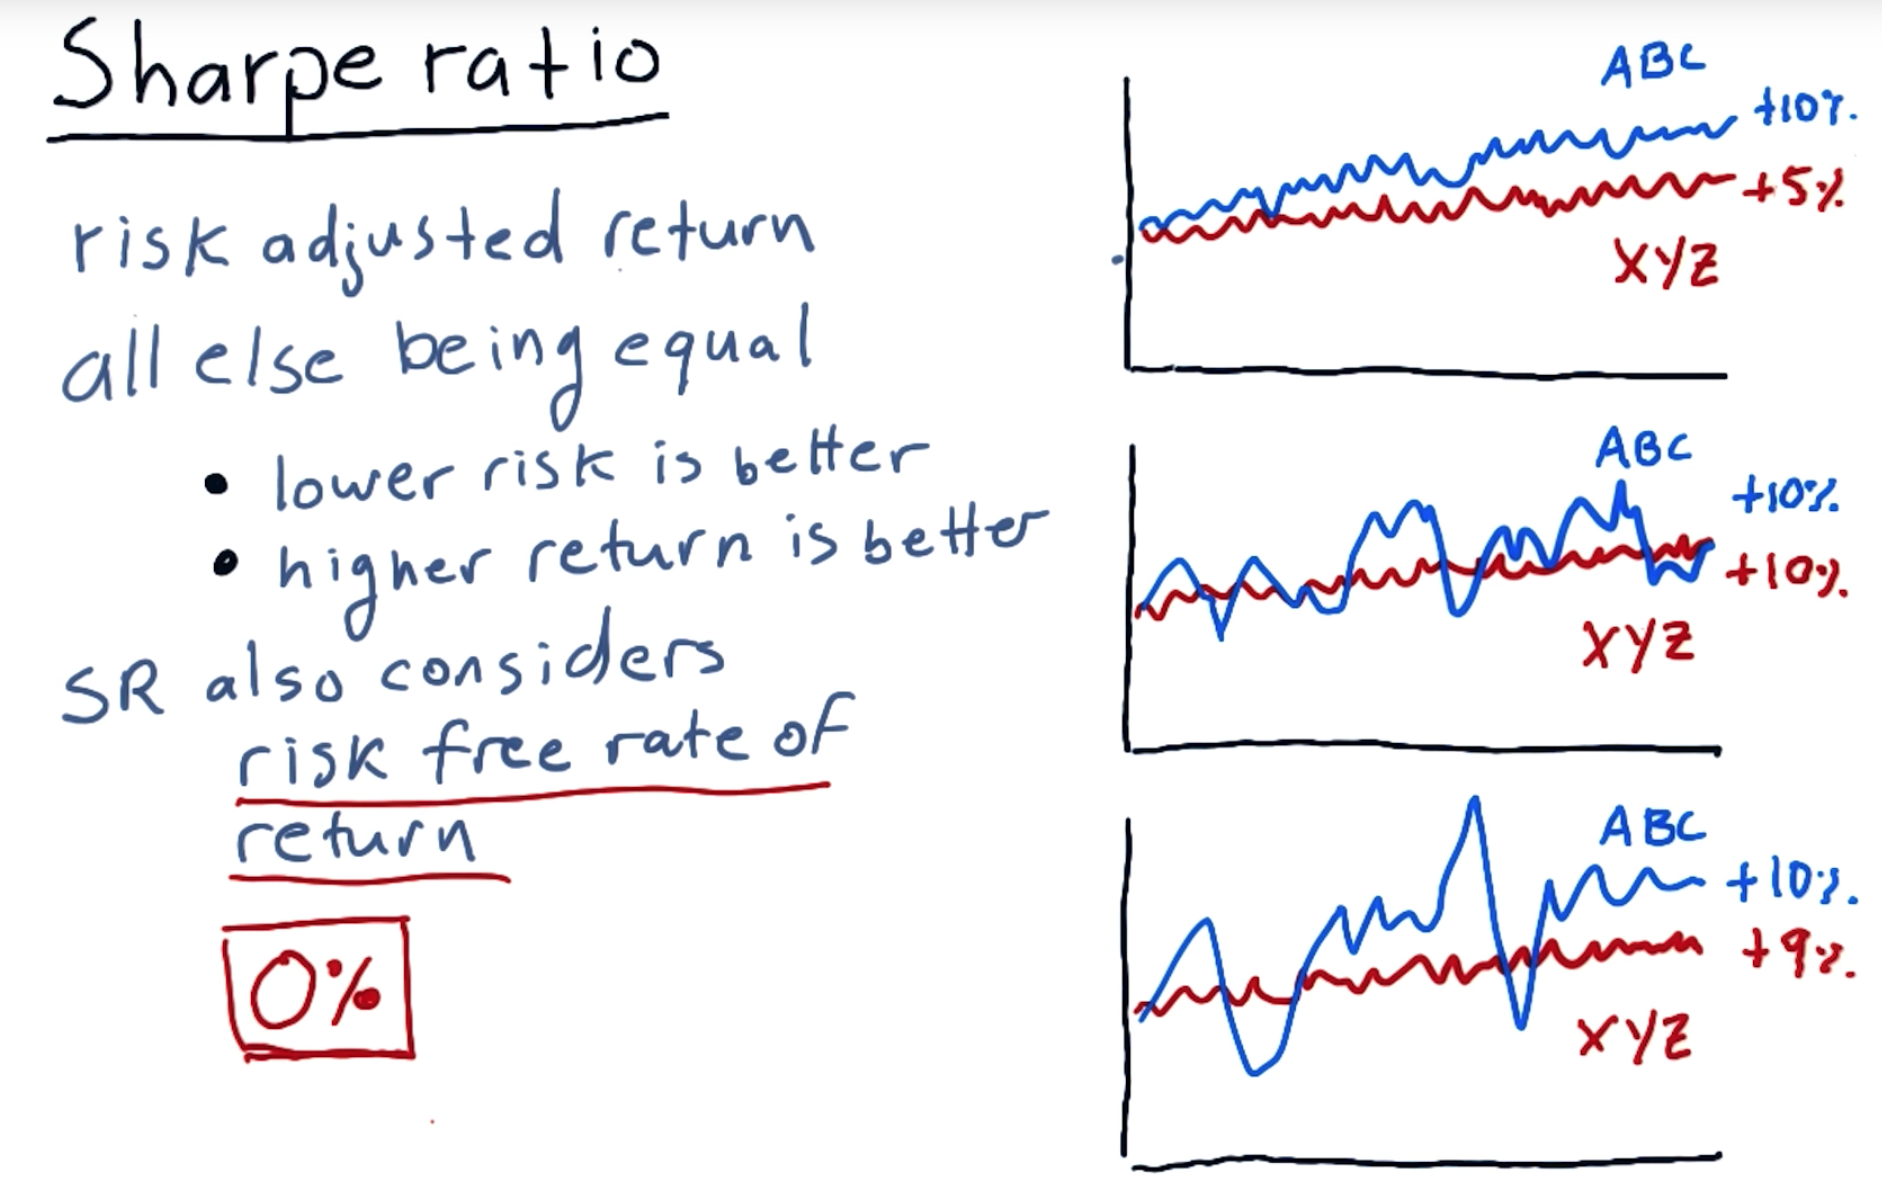 Sharpe ratio
risk adjusted return
all else being equal
• lower risk is better
• higher return is better
SR also considers
risk free rate of
return
0%
ABC
+10%
+5%
XYZ
ABC
+10%
+10%
XYZ
ABC
+10%
+9%
XYZ